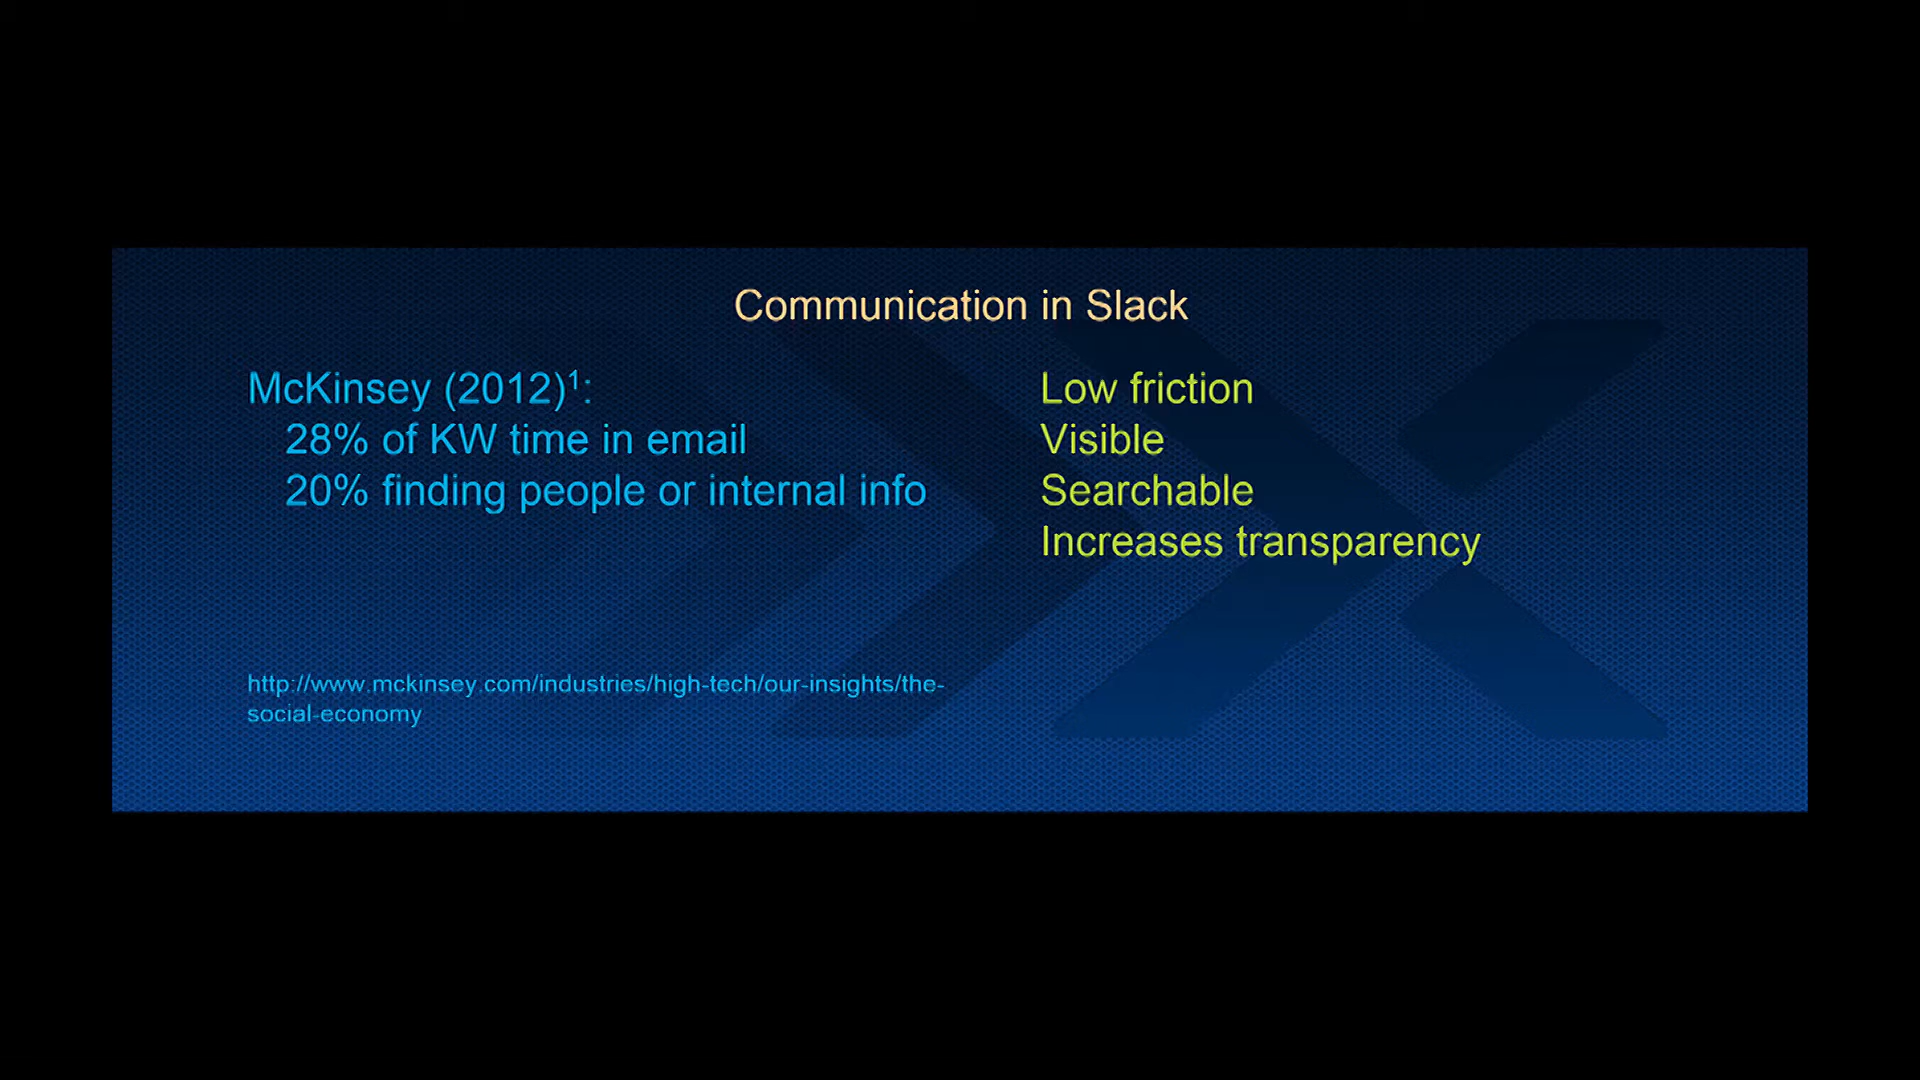 Communication in Slack
McKinsey (2012)¹:
28% of KW time in email
20% finding people or internal info
http://www.mckinsey.com/industries/high-tech/our-insights/the-
social-economy
Low friction
Visible
Searchable
Increases transparency